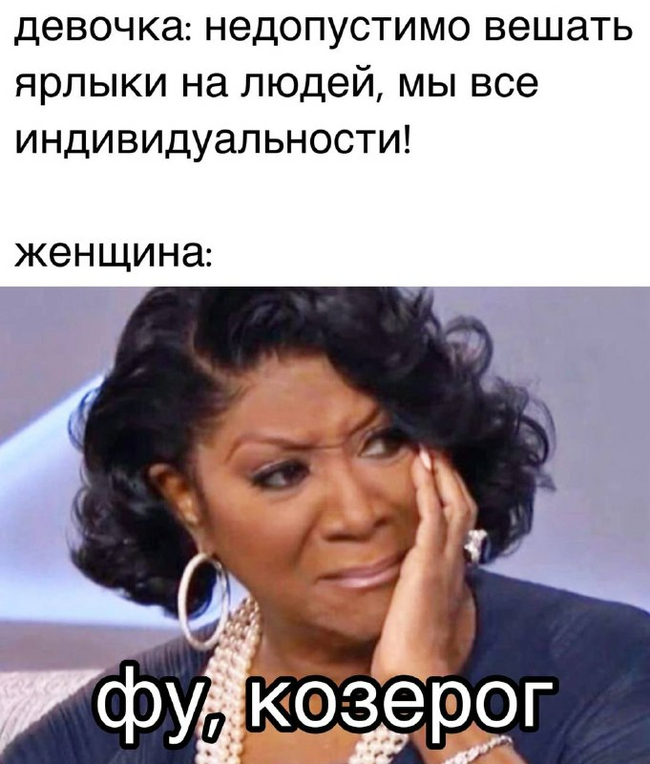 девочка: недопустимо вешать
ярлыки на людей, мы все
индивидуальности!
женщина:
фу, козерог